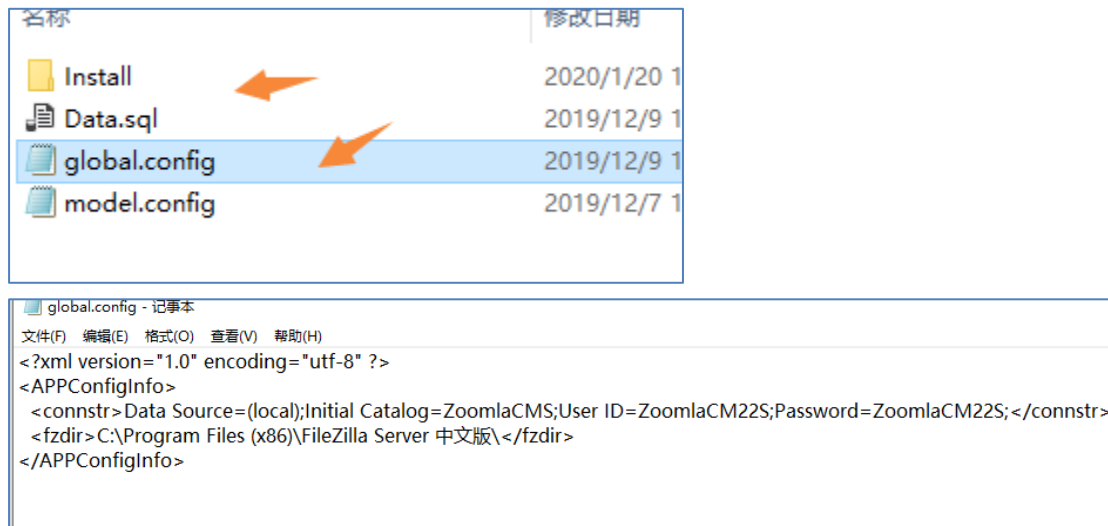 名称 修改日期
Install 2020/1/20 1
Data.sql 2019/12/9 1
global.config 2019/12/9 1
model.config 2019/12/7 1
global.config - 记事本
文件(F) 编辑(E) 格式(O) 查看(V) 帮助(H)
<?xml version="1.0" encoding="utf-8" ?>
<APPConfigInfo>
<connstr>Data Source=(local);Initial Catalog=ZoomlaCMS;User ID=ZoomlaCM22S;Password=ZoomlaCM22S;</connstr>
<fzdir>C:\Program Files (x86)\FileZilla Server 中文版\</fzdir>
</APPConfigInfo>